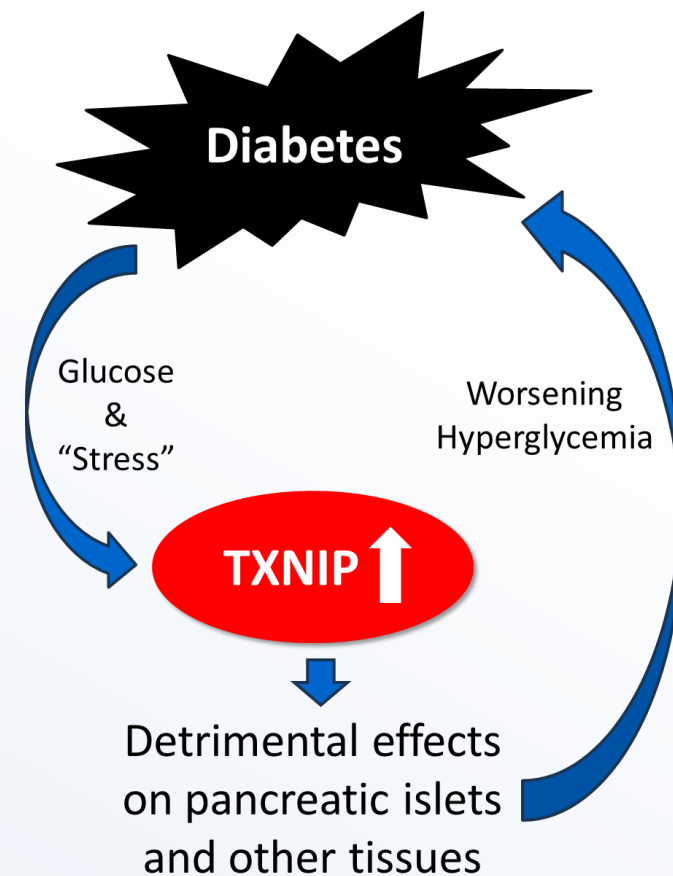 Diabetes
Glucose
&
“Stress”
Worsening
Hyperglycemia
TXNIP
Detrimental effects
on pancreatic islets
and other tissues